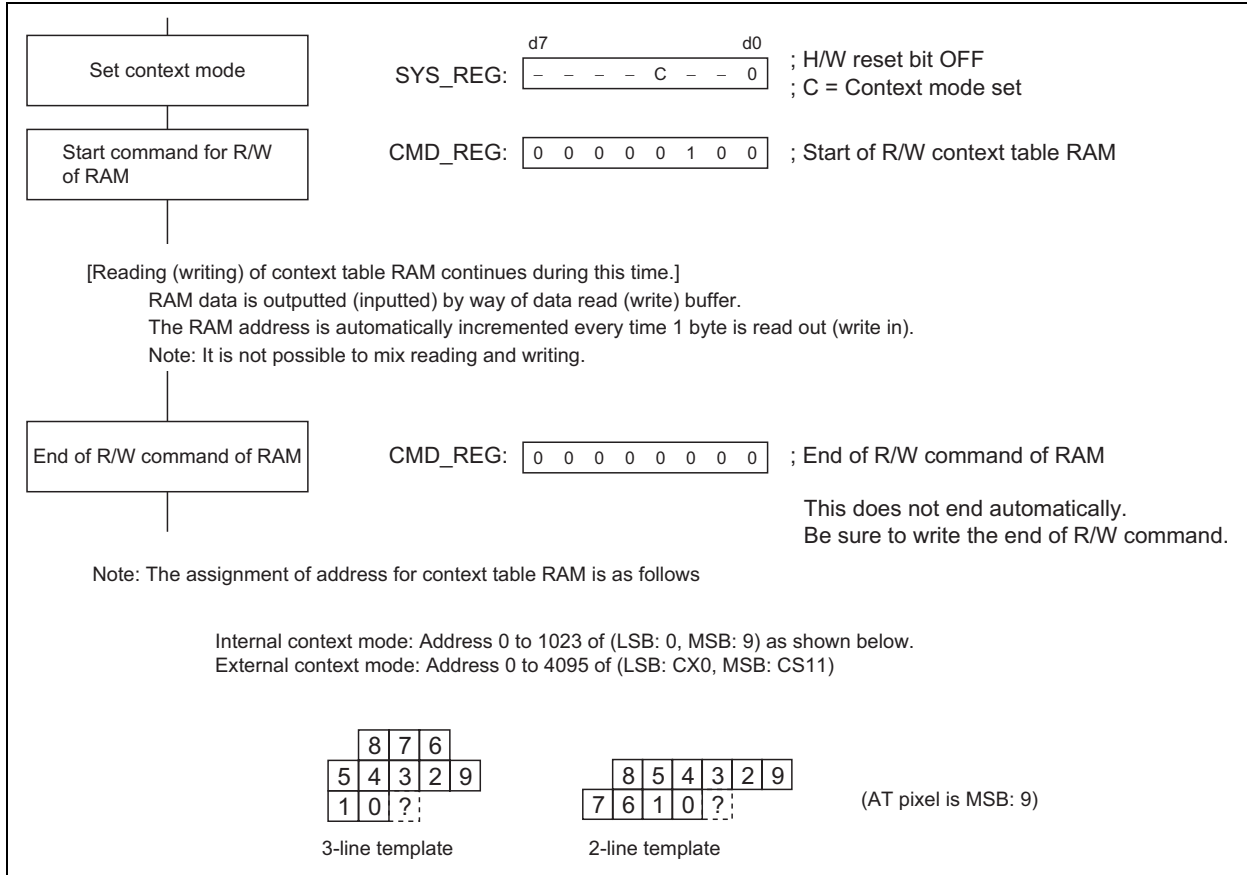 d7 d0
Set context mode
SYS_REG: – – – – C – – 0
; H/W reset bit OFF
; C = Context mode set
Start command for R/W
of RAM
CMD_REG: 0 0 0 0 0 1 0 0 ; Start of R/W context table RAM
[Reading (writing) of context table RAM continues during this time.]
RAM data is outputted (inputted) by way of data read (write) buffer.
The RAM address is automatically incremented every time 1 byte is read out (write in).
Note: It is not possible to mix reading and writing.
End of R/W command of RAM
CMD_REG: 0 0 0 0 0 0 0 0 ; End of R/W command of RAM
This does not end automatically.
Be sure to write the end of R/W command.
Note: The assignment of address for context table RAM is as follows
Internal context mode: Address 0 to 1023 of (LSB: 0, MSB: 9) as shown below.
External context mode: Address 0 to 4095 of (LSB: CX0, MSB: CS11)
8 7 6
5 4 3 2 9
1 0 ?
3-line template
8 5 4 3 2 9
7 6 1 0 ?
2-line template
(AT pixel is MSB: 9)